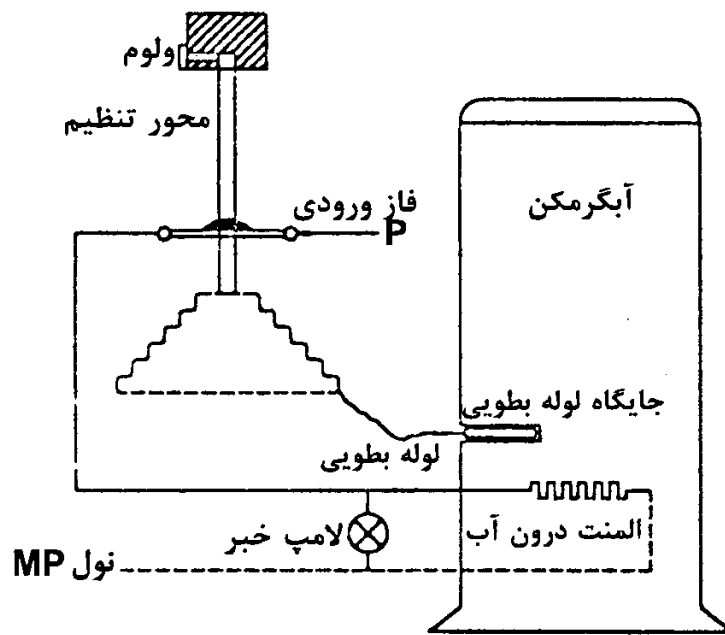 ولوم
محور تنظیم
فاز ورودی
P
آبگرمکن
جایگاه لوله بطویی
لوله بطویی
لامپ خبر
المنت درون آب
نول MP